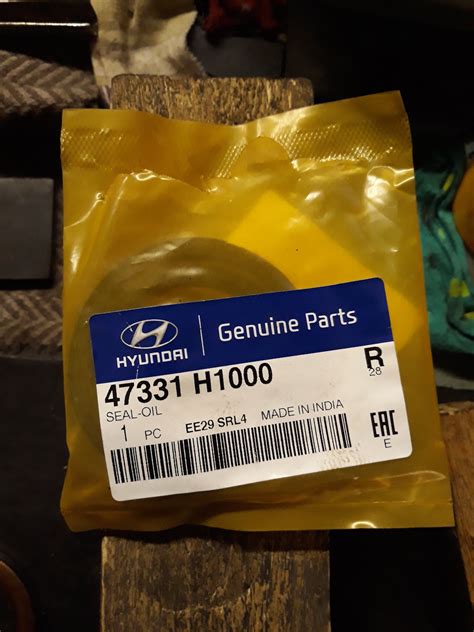 HYUNDAI
Genuine Parts
47331 H1000
R
28
SEAL-OIL
1 PC
EE29 SRL4
MADE IN INDIA
EAC
E